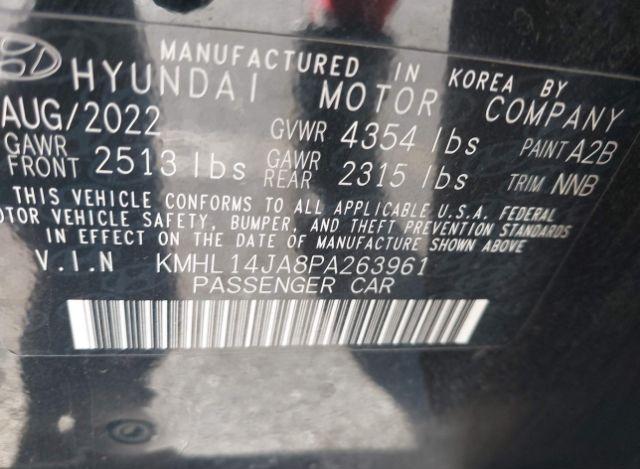 MANUFACTURED IN KOREA BY
HYUNDAI MOTOR COMPANY
AUG/2022 GVWR 4354 lbs PAINT A2B
GAWR FRONT 2513 lbs GAWR REAR 2315 lbs TRIM NNB
THIS VEHICLE CONFORMS TO ALL APPLICABLE U.S.A. FEDERAL
MOTOR VEHICLE SAFETY, BUMPER, AND THEFT PREVENTION STANDARDS
IN EFFECT ON THE DATE OF MANUFACTURE SHOWN ABOVE
V.I.N KMHL14JA8PA263961
PASSENGER CAR